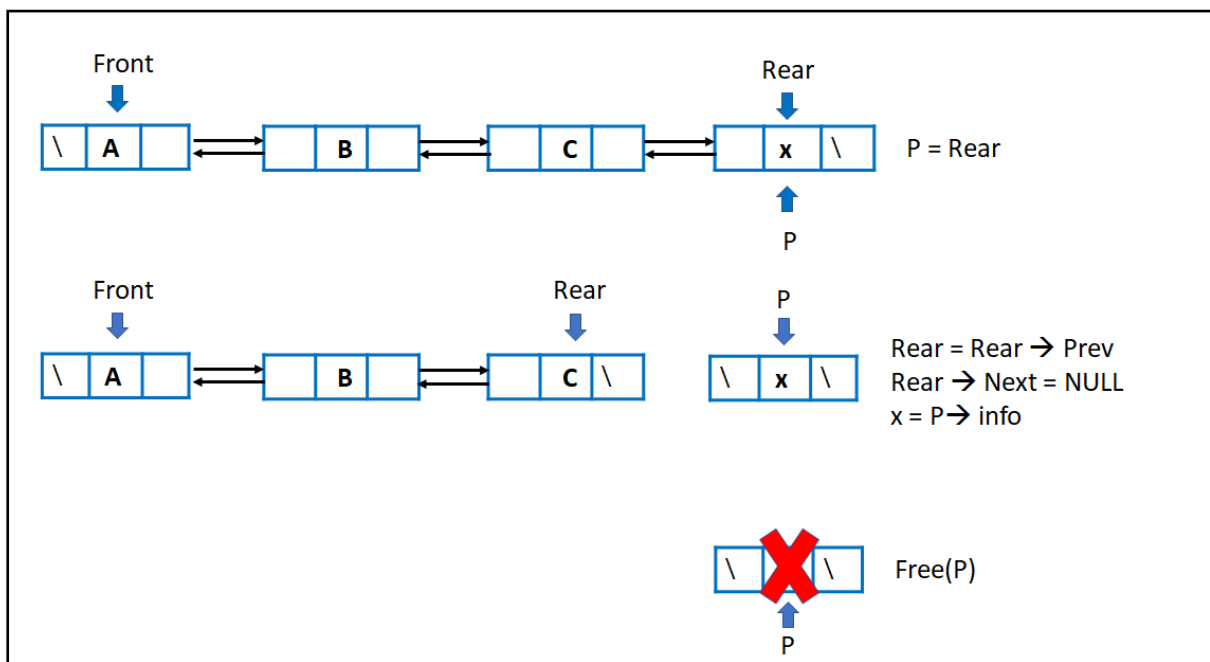 Front Rear
\ A B C x \ P = Rear
P
Front Rear P
\ A B C \ \ x \ Rear = Rear → Prev
Rear → Next = NULL
x = P→ info
\ \ Free(P)
P